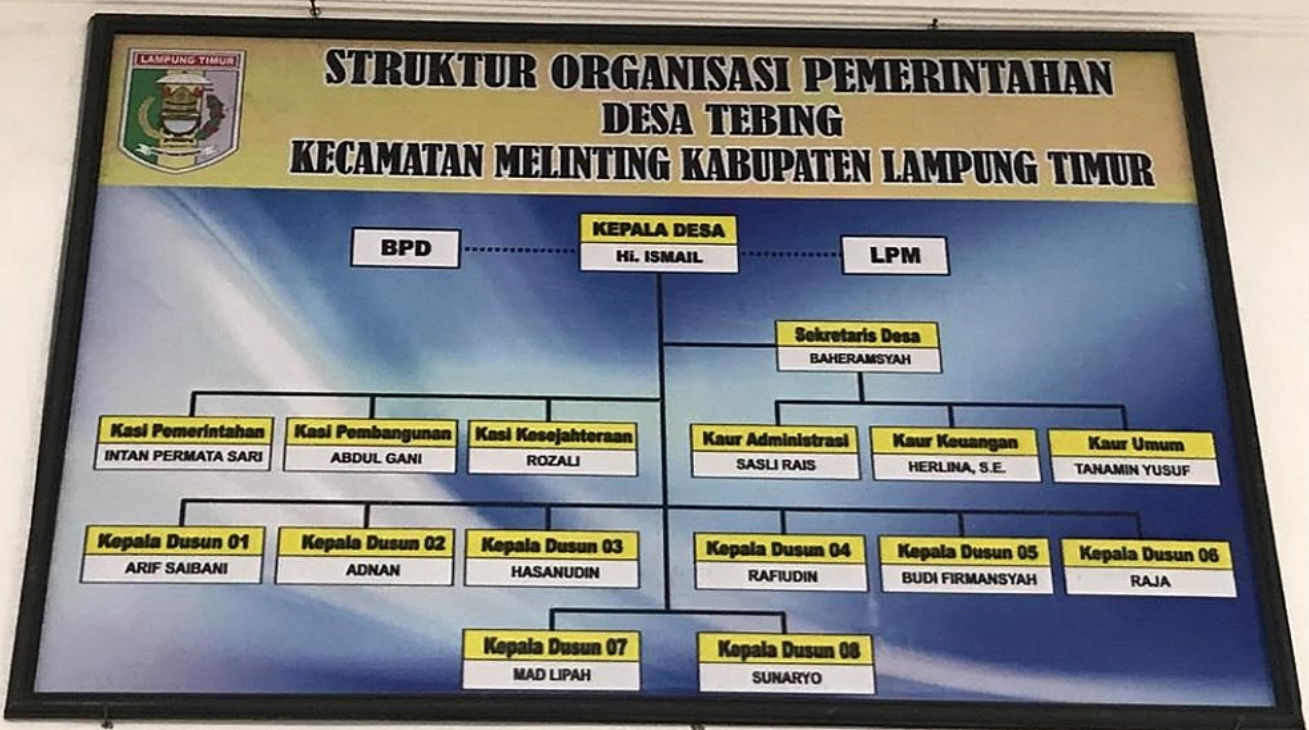 LAMPUNG TIMUR
STRUKTUR ORGANISASI PEMERINTAHAN
DESA TEBING
KECAMATAN MELINTING KABUPATEN LAMPUNG TIMUR
BPD
KEPALA DESA
Hi. ISMAIL
LPM
Sekretaris Desa
BAHERAMSYAH
Kasi Pemerintahan
INTAN PERMATA SARI
Kasi Pembangunan
ABDUL GANI
Kasi Kesejahteraan
ROZALI
Kaur Administrasi
SASLI RAIS
Kaur Keuangan
HERLINA, S.E.
Kaur Umum
TANAMIN YUSUF
Kepala Dusun 01
ARIF SAIBANI
Kepala Dusun 02
ADNAN
Kepala Dusun 03
HASANUDIN
Kepala Dusun 04
RAFIUDIN
Kepala Dusun 05
BUDI FIRMANSYAH
Kepala Dusun 06
RAJA
Kepala Dusun 07
MAD LIPAH
Kepala Dusun 08
SUNARYO